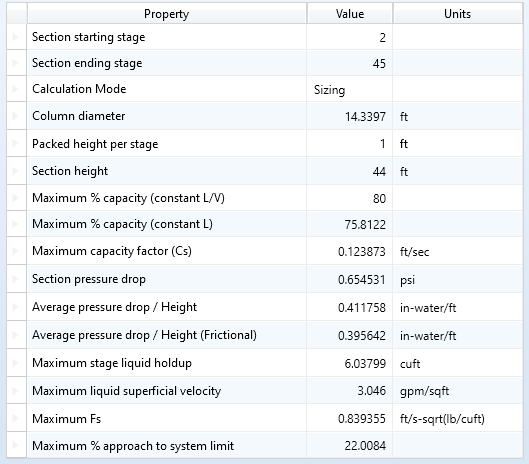 Property Value Units
Section starting stage 2
Section ending stage 45
Calculation Mode Sizing
Column diameter 14.3397 ft
Packed height per stage 1 ft
Section height 44 ft
Maximum % capacity (constant L/V) 80
Maximum % capacity (constant L) 75.8122
Maximum capacity factor (Cs) 0.123873 ft/sec
Section pressure drop 0.654531 psi
Average pressure drop / Height 0.411758 in-water/ft
Average pressure drop / Height (Frictional) 0.395642 in-water/ft
Maximum stage liquid holdup 6.03799 cuft
Maximum liquid superficial velocity 3.046 gpm/sqft
Maximum Fs 0.839355 ft/s-sqrt(lb/cuft)
Maximum % approach to system limit 22.0084